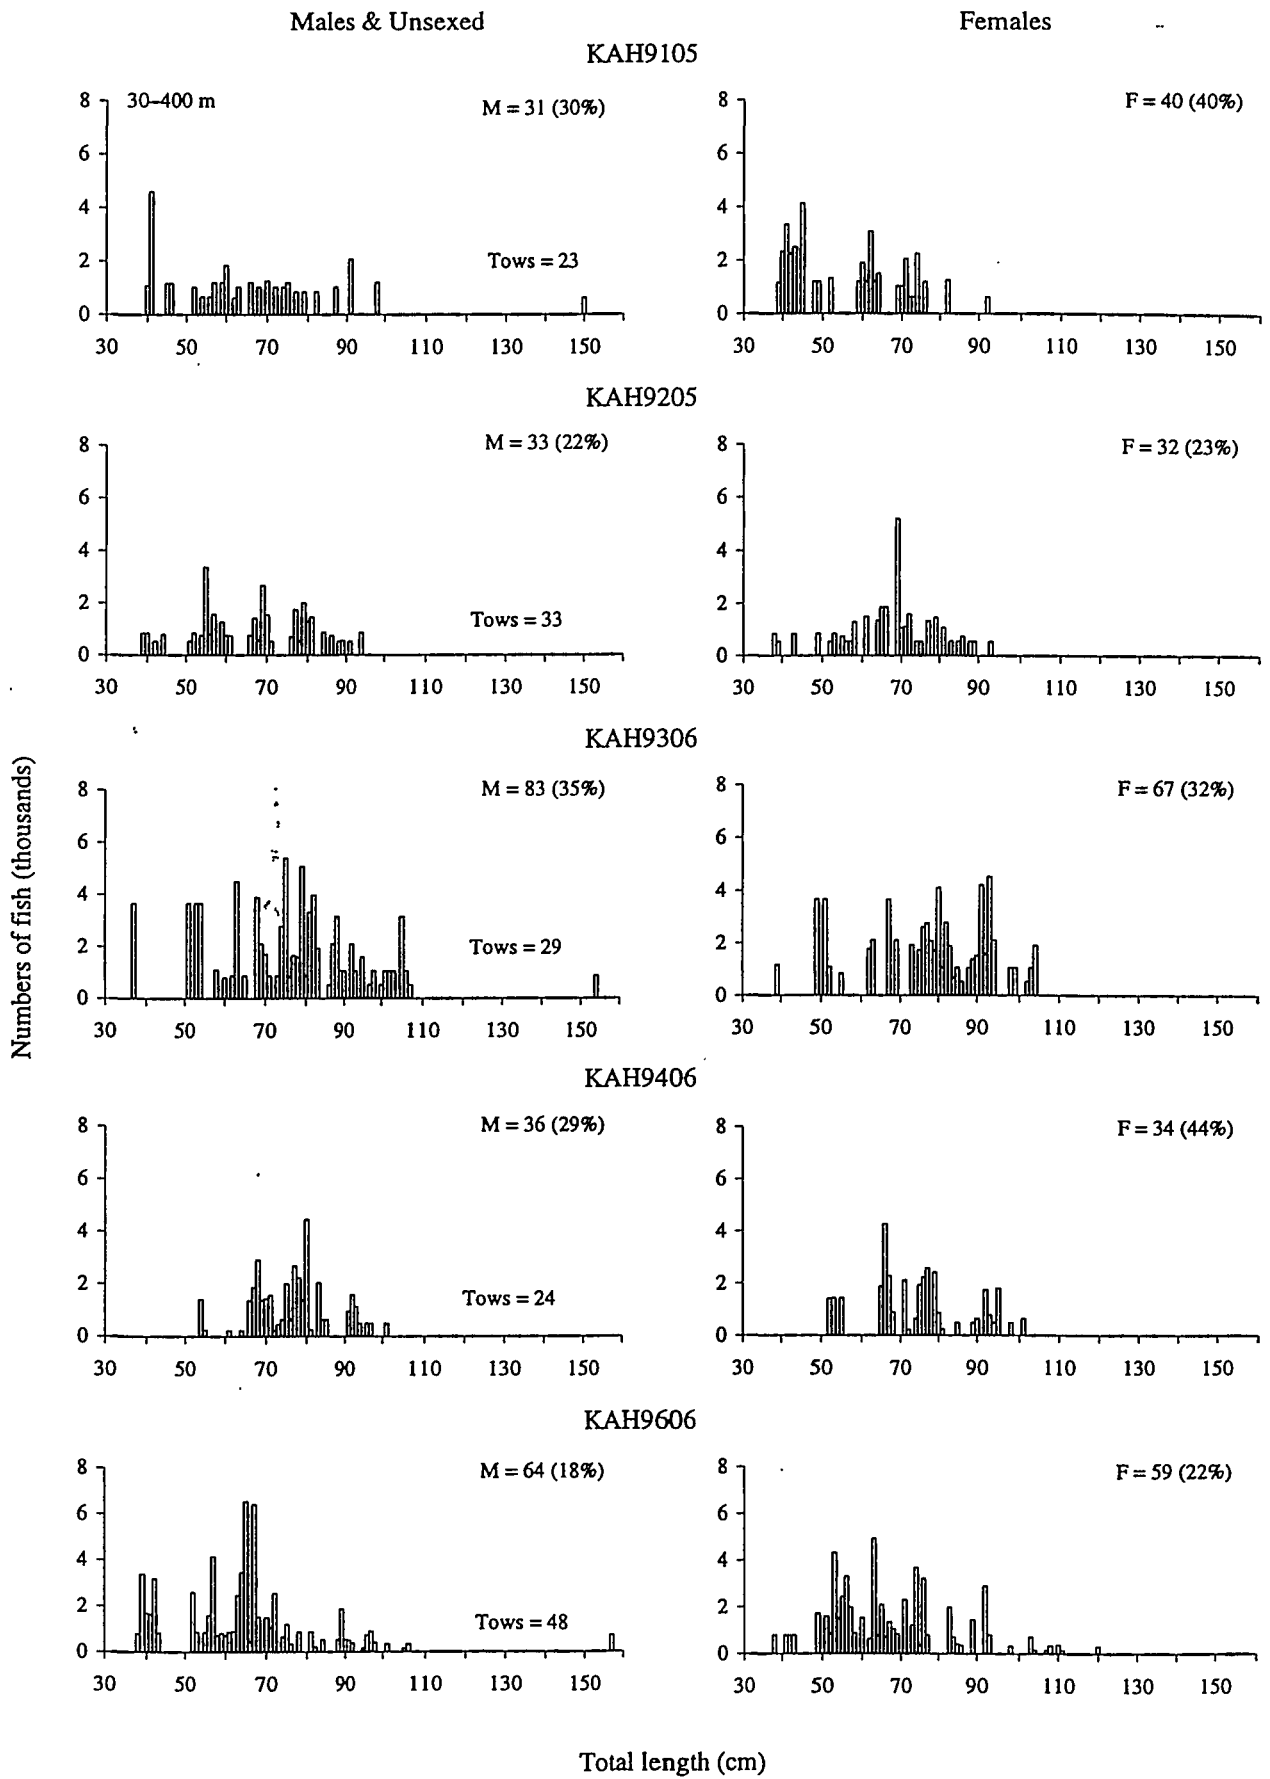 Males & Unsexed Females
KAH9105
8 30–400 m M = 31 (30%) 8 F = 40 (40%)
6 6
4 4
2 Tows = 23 2
0 0
30 50 70 90 110 130 150 30 50 70 90 110 130 150
KAH9205
8 M = 33 (22%) 8 F = 32 (23%)
6 6
4 4
2 Tows = 33 2
0 0
30 50 70 90 110 130 150 30 50 70 90 110 130 150
KAH9306
Numbers of fish (thousands)
8 M = 83 (35%) 8 F = 67 (32%)
6 6
4 4
2 Tows = 29 2
0 0
30 50 70 90 110 130 150 30 50 70 90 110 130 150
KAH9406
8 M = 36 (29%) 8 F = 34 (44%)
6 6
4 4
2 Tows = 24 2
0 0
30 50 70 90 110 130 150 30 50 70 90 110 130 150
KAH9606
8 M = 64 (18%) 8 F = 59 (22%)
6 6
4 4
2 Tows = 48 2
0 0
30 50 70 90 110 130 150 30 50 70 90 110 130 150
Total length (cm)